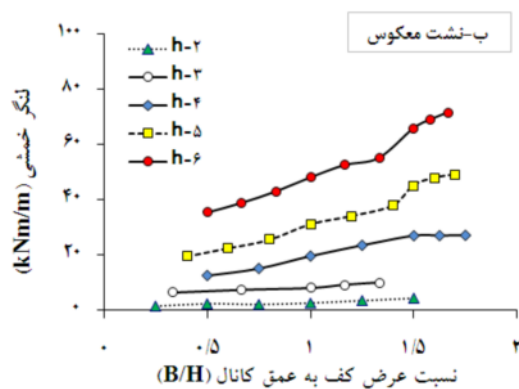 ب-نشت معکوس
h-۲
h-۳
h-۴
h-۵
h-۶
لنگر خمشی (kNm/m)
۱۰۰
۸۰
۶۰
۴۰
۲۰
۰
۰ ۰/۵ ۱ ۱/۵ ۲
نسبت عرض کف به عمق کانال (B/H)